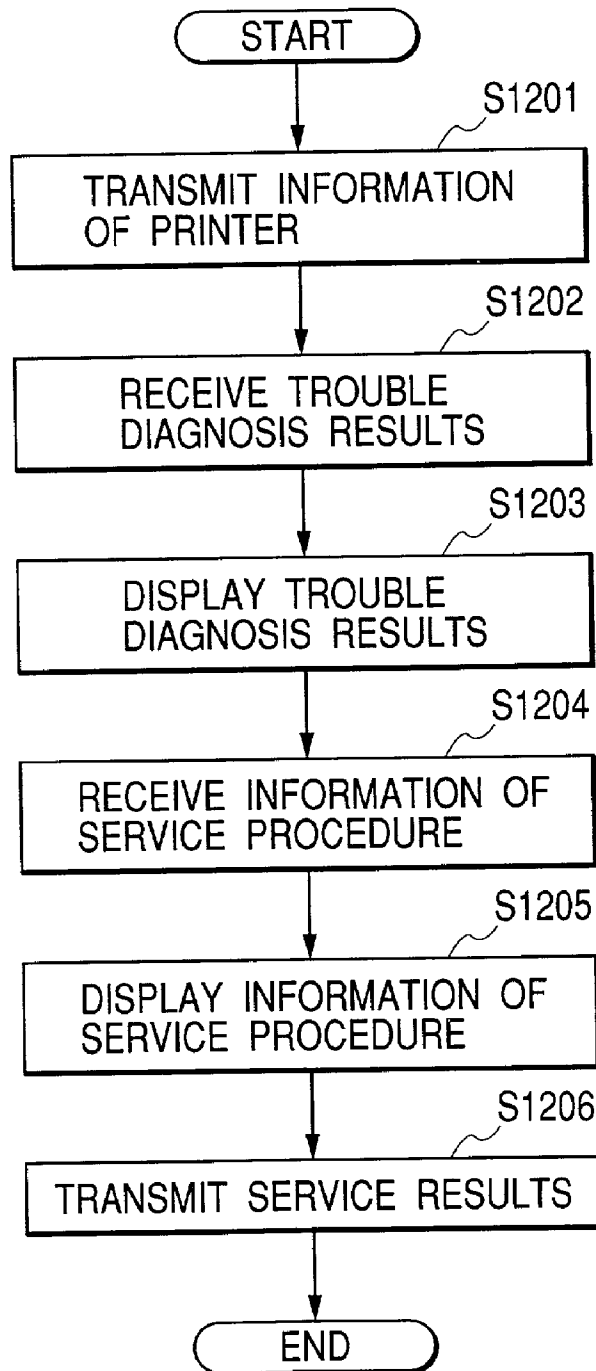 START
S1201
TRANSMIT INFORMATION
OF PRINTER
S1202
RECEIVE TROUBLE
DIAGNOSIS RESULTS
S1203
DISPLAY TROUBLE
DIAGNOSIS RESULTS
S1204
RECEIVE INFORMATION OF
SERVICE PROCEDURE
S1205
DISPLAY INFORMATION OF
SERVICE PROCEDURE
S1206
TRANSMIT SERVICE RESULTS
END